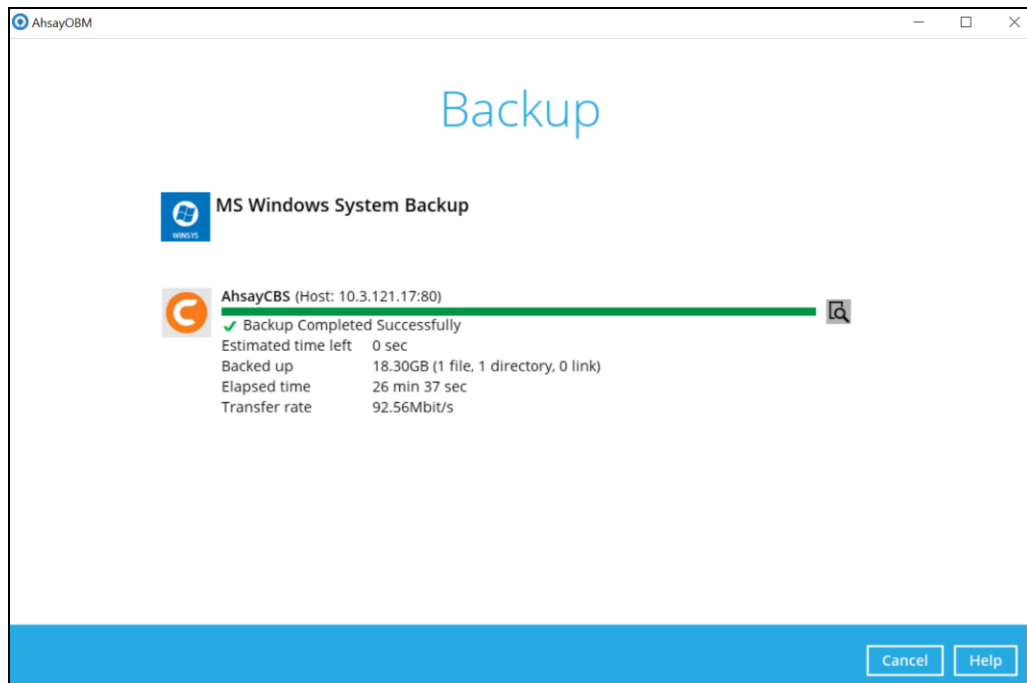 AhsayOBM
Backup
MS Windows System Backup
WINSYS
AhsayCBS (Host: 10.3.121.17:80)
Backup Completed Successfully
Estimated time left 0 sec
Backed up 18.30GB (1 file, 1 directory, 0 link)
Elapsed time 26 min 37 sec
Transfer rate 92.56Mbit/s
Cancel Help